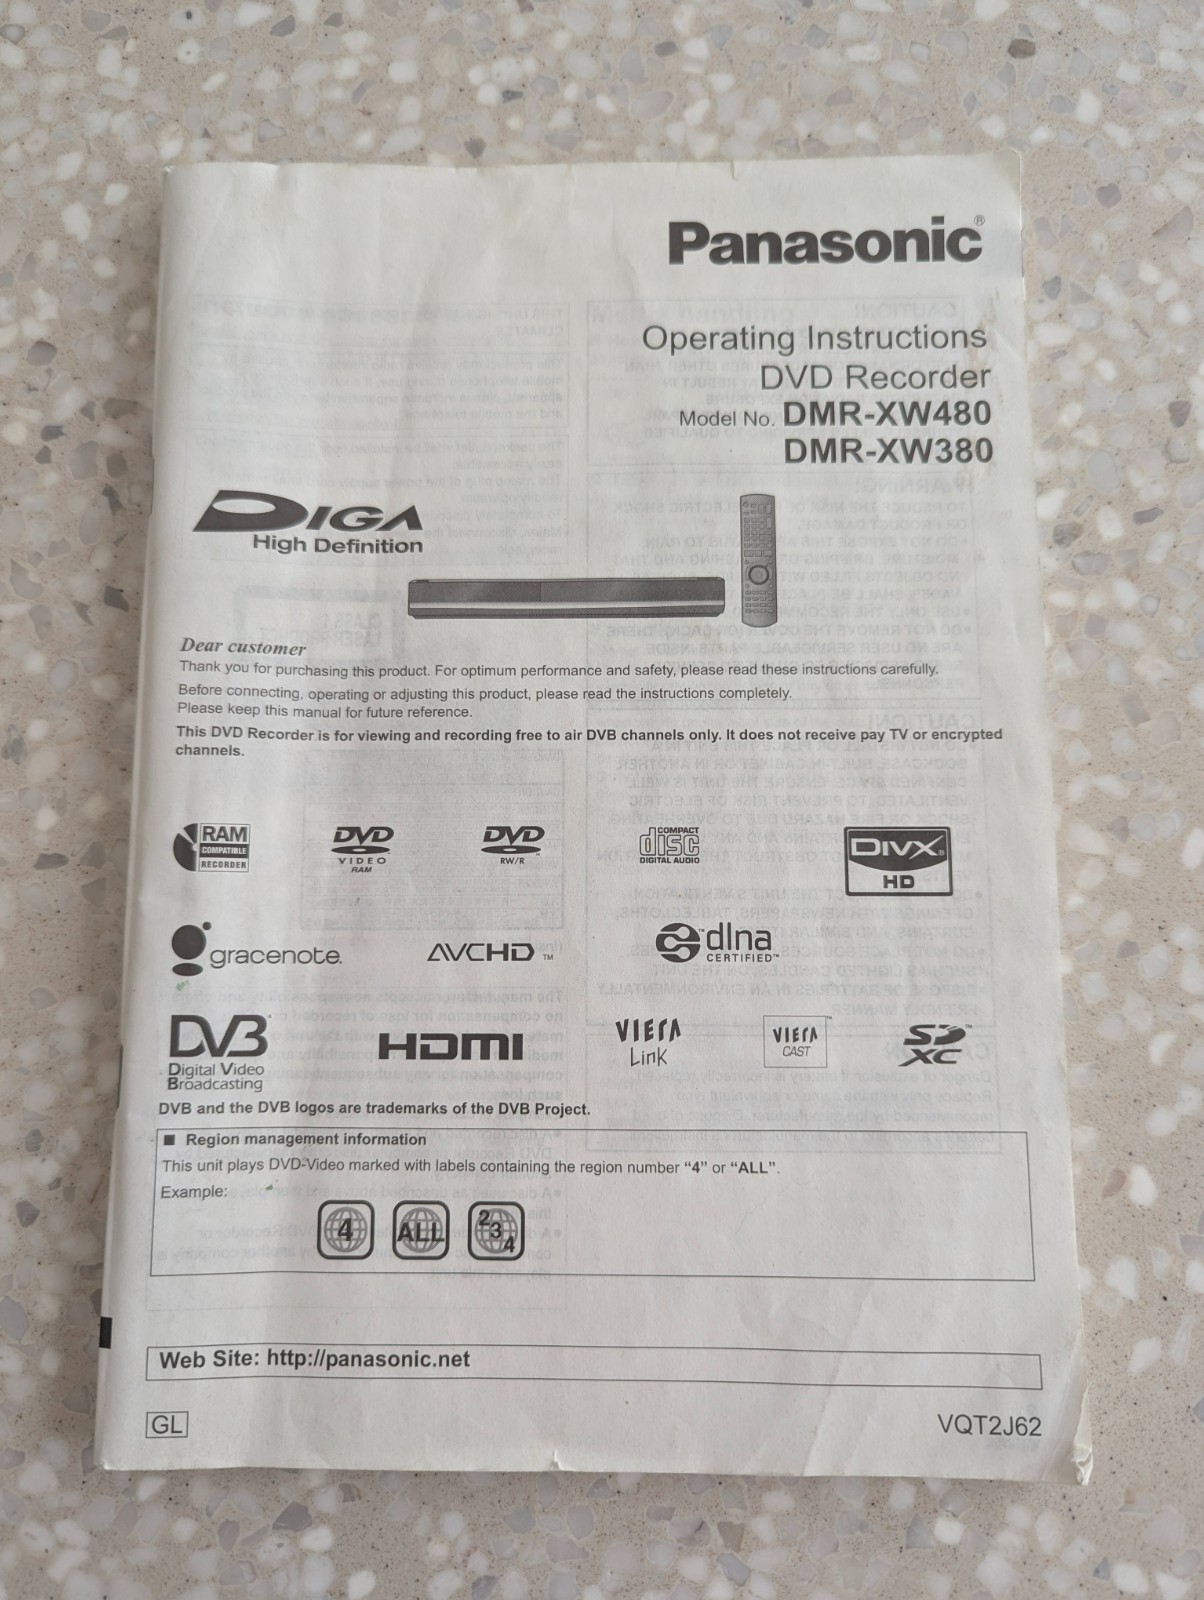 Panasonic®
Operating Instructions
DVD Recorder
Model No. DMR-XW480
DMR-XW380
DIGA
High Definition
Dear customer
Thank you for purchasing this product. For optimum performance and safety, please read these instructions carefully.
Before connecting, operating or adjusting this product, please read the instructions completely.
Please keep this manual for future reference.
This DVD Recorder is for viewing and recording free to air DVB channels only. It does not receive pay TV or encrypted
channels.
RAM
COMPATIBLE
RECORDER
DVD
VIDEO
RAM
DVD
RW/R
COMPACT
disc
DIGITAL AUDIO
DIVX®
HD
gracenote.
AVCHD™
dlna
CERTIFIED™
DVB
Digital Video
Broadcasting
HDMI
VIERA
Link
VIERA™
CAST
SD™
XC
DVB and the DVB logos are trademarks of the DVB Project.
■ Region management information
This unit plays DVD-Video marked with labels containing the region number “4” or “ALL”.
Example:
4
ALL
2
3
4
Web Site: http://panasonic.net
GL
VQT2J62